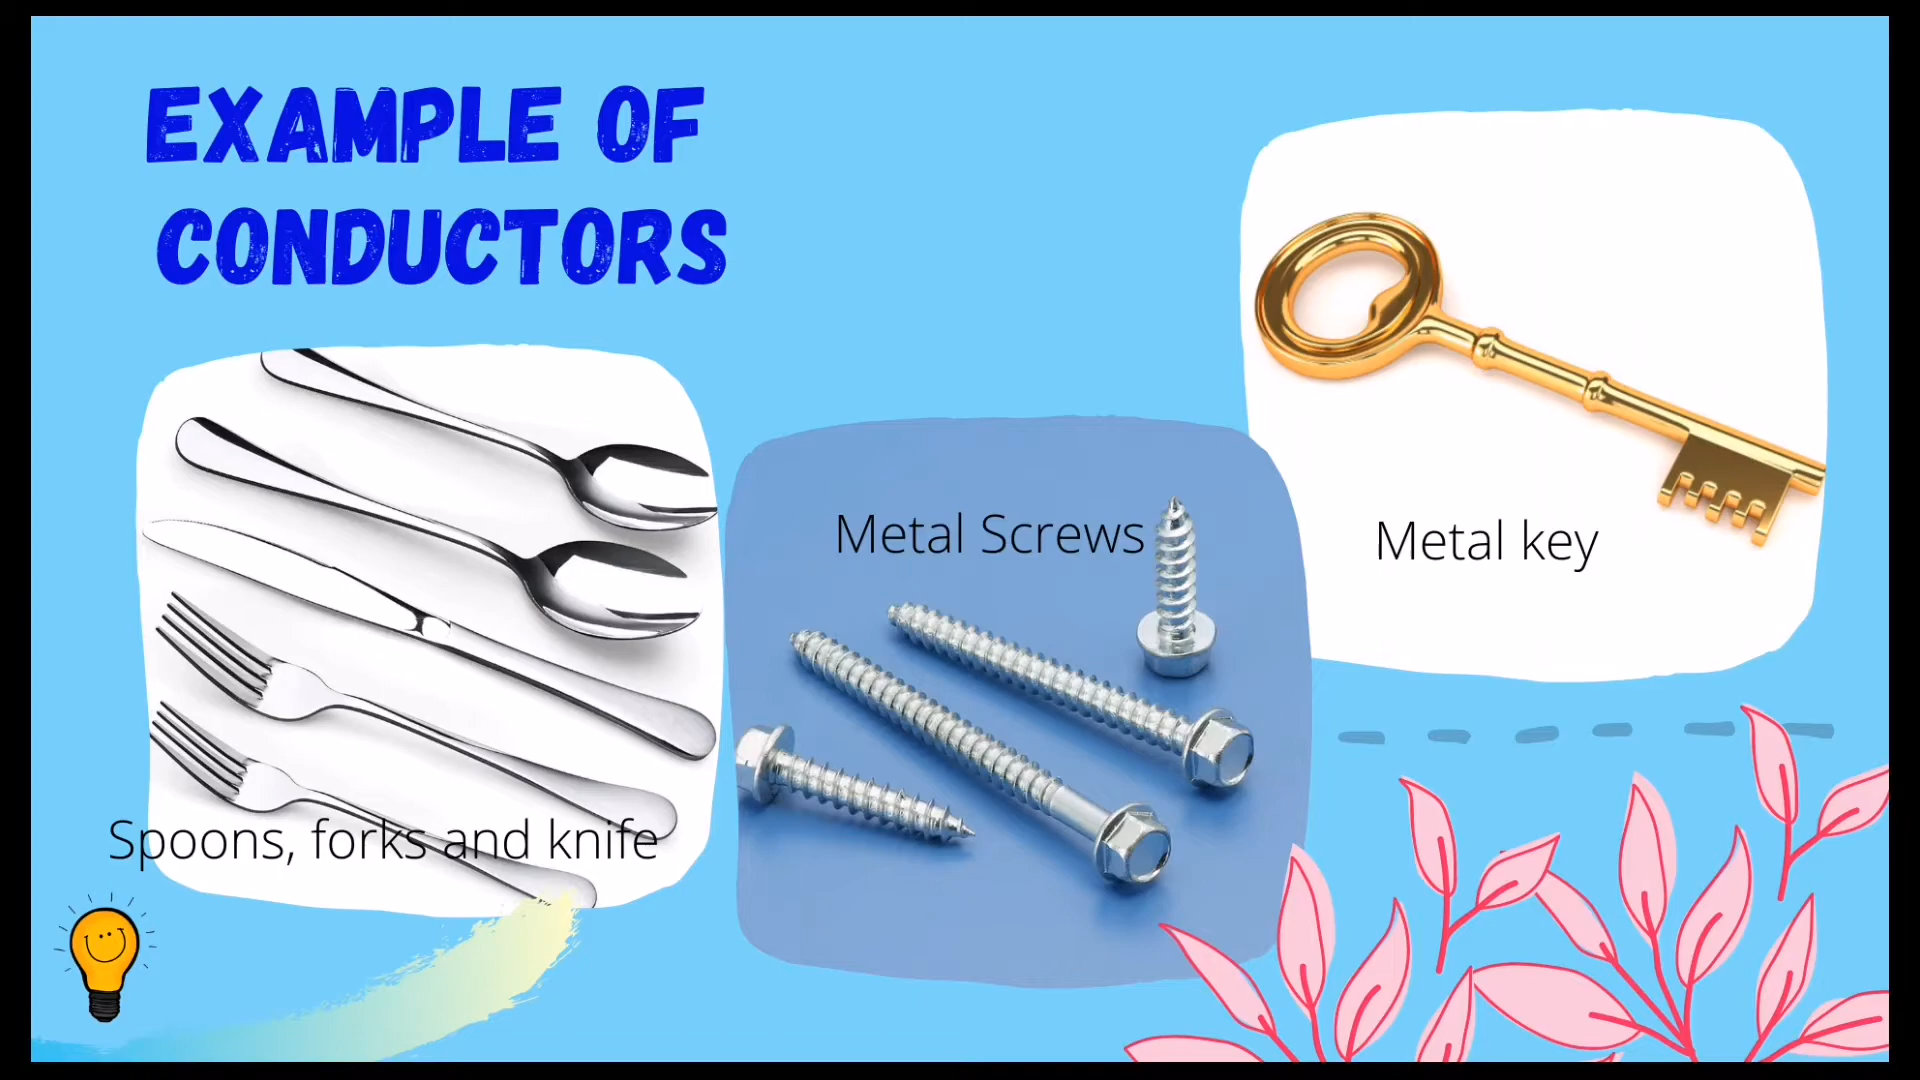 EXAMPLE OF
CONDUCTORS
Spoons, forks and knife
Metal Screws
Metal key